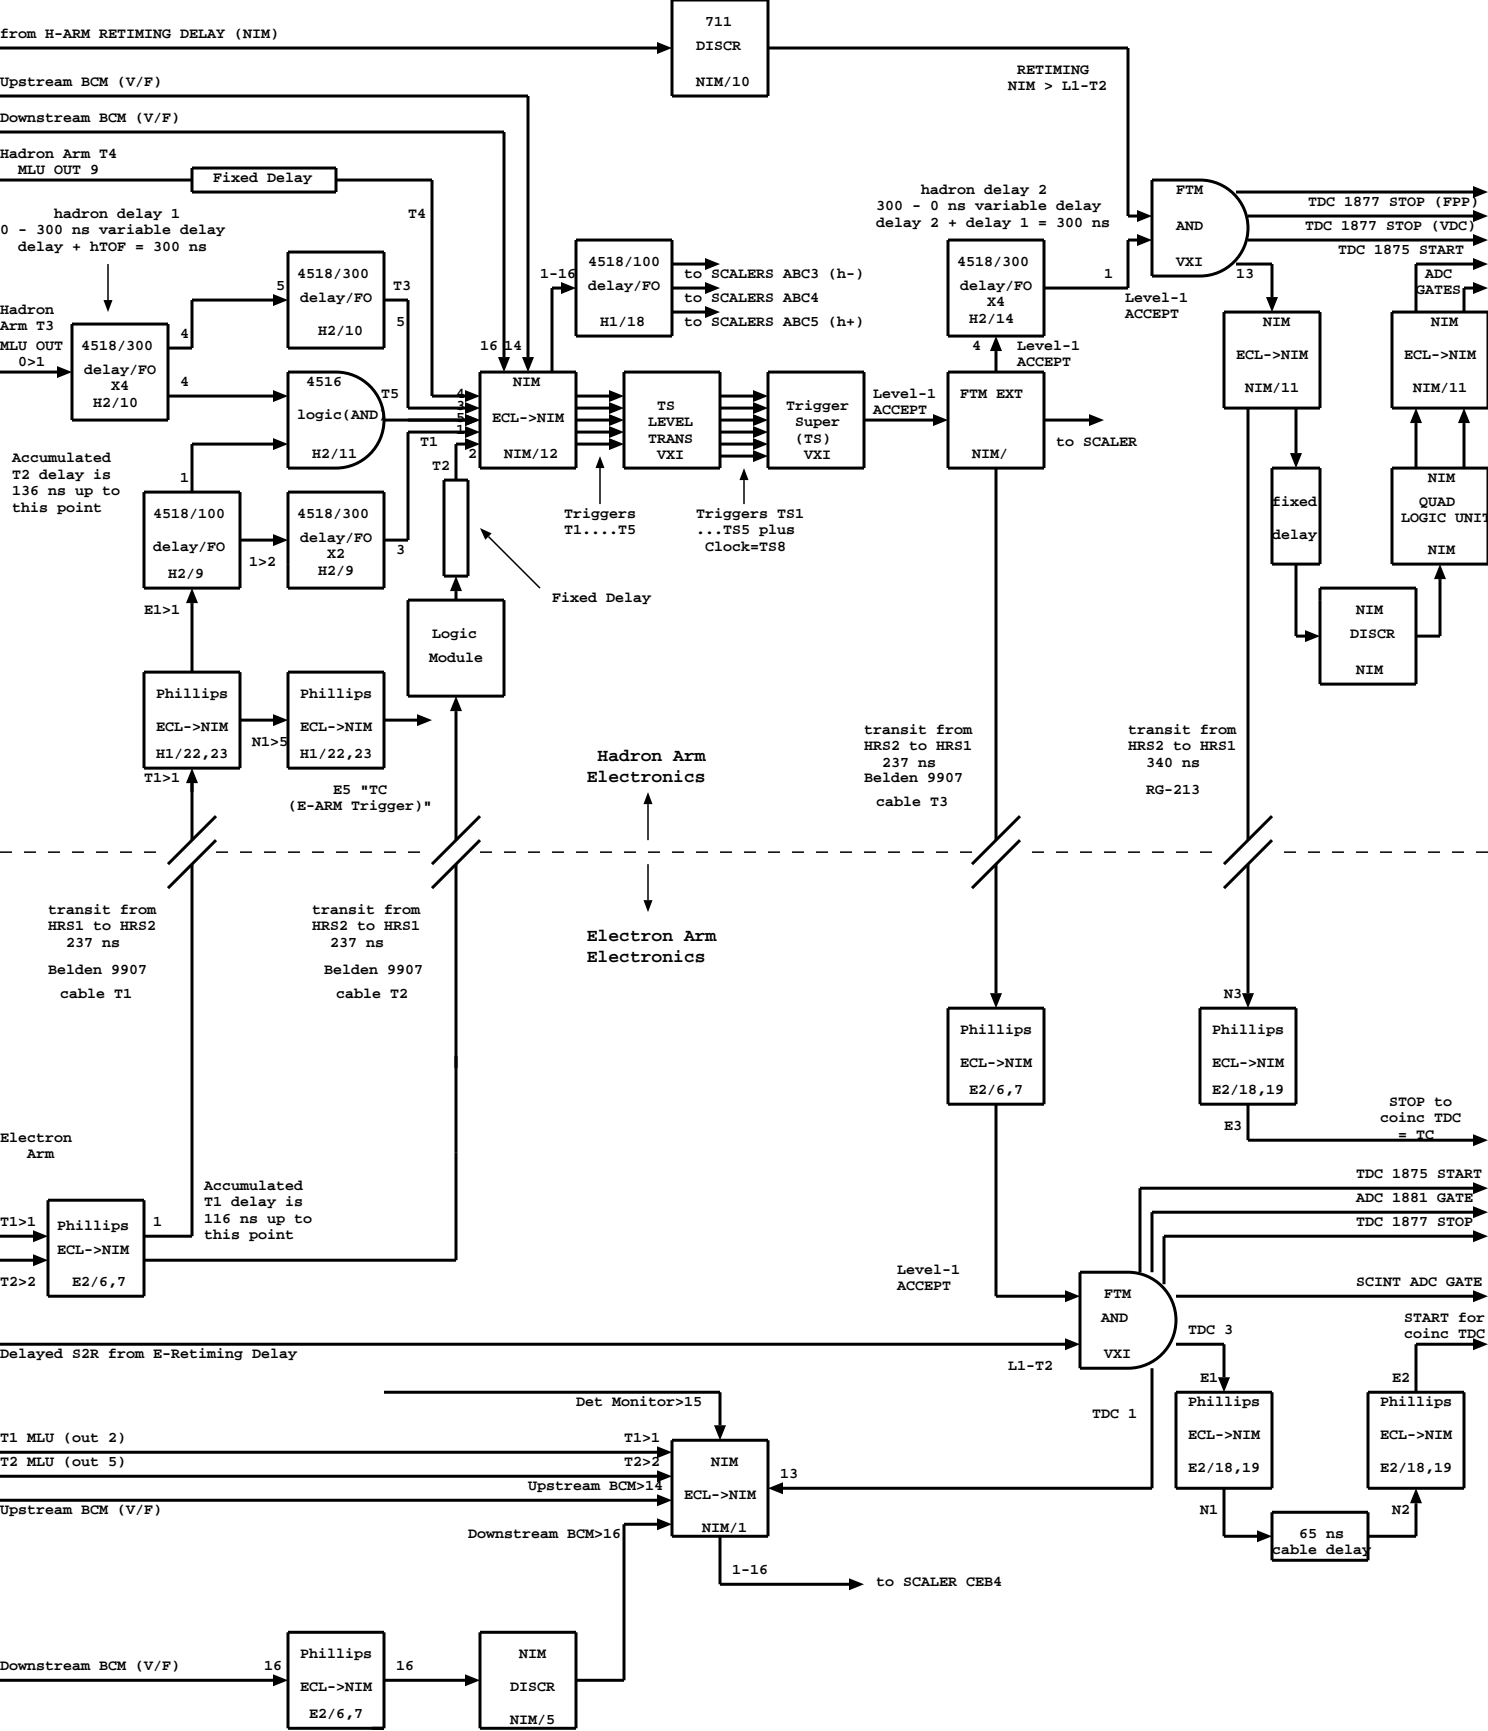 711
DISCR
NIM/10
from H-ARM RETIMING DELAY (NIM)
RETIMING
NIM > L1-T2
Upstream BCM (V/F)
Downstream BCM (V/F)
Hadron Arm T4
MLU OUT 9
Fixed Delay
hadron delay 1
0 - 300 ns variable delay
delay + hTOF = 300 ns
T4
hadron delay 2
300 - 0 ns variable delay
delay 2 + delay 1 = 300 ns
FTM
AND
VXI
TDC 1877 STOP (FPP)
TDC 1877 STOP (VDC)
TDC 1875 START
13
ADC
GATES
4518/300
delay/FO
H2/10
5
T3
5
1-16
4518/100
delay/FO
H1/18
to SCALERS ABC3 (h-)
to SCALERS ABC4
to SCALERS ABC5 (h+)
4518/300
delay/FO
X4
H2/14
1
Level-1
ACCEPT
Hadron
Arm T3
MLU OUT
0>1
4518/300
delay/FO
X4
H2/10
4
4
16 14
4
Level-1
ACCEPT
NIM
ECL->NIM
NIM/11
NIM
ECL->NIM
NIM/11
4516
logic(AND
H2/11
T5
4
3
5
1
2
T1
T2
NIM
ECL->NIM
NIM/12
TS
LEVEL
TRANS
VXI
Trigger
Super
(TS)
VXI
Level-1
ACCEPT
FTM EXT
NIM/
to SCALER
Accumulated
T2 delay is
136 ns up to
this point
1
4518/100
delay/FO
H2/9
1>2
4518/300
delay/FO
X2
H2/9
3
Triggers
T1....T5
Triggers TS1
...TS5 plus
Clock=TS8
fixed
delay
NIM
QUAD
LOGIC UNIT
NIM
E1>1
Fixed Delay
Logic
Module
NIM
DISCR
NIM
Phillips
ECL->NIM
H1/22,23
N1>5
Phillips
ECL->NIM
H1/22,23
T1>1
E5 "TC
(E-ARM Trigger)"
Hadron Arm
Electronics
transit from
HRS2 to HRS1
237 ns
Belden 9907
cable T3
transit from
HRS2 to HRS1
340 ns
RG-213
transit from
HRS1 to HRS2
237 ns
Belden 9907
cable T1
transit from
HRS2 to HRS1
237 ns
Belden 9907
cable T2
Electron Arm
Electronics
N3
Phillips
ECL->NIM
E2/6,7
Phillips
ECL->NIM
E2/18,19
E3
STOP to
coinc TDC
= TC
Electron
Arm
T1>1
T2>2
Phillips
ECL->NIM
E2/6,7
1
Accumulated
T1 delay is
116 ns up to
this point
TDC 1875 START
ADC 1881 GATE
TDC 1877 STOP
Level-1
ACCEPT
FTM
AND
VXI
SCINT ADC GATE
START for
coinc TDC
TDC 3
Delayed S2R from E-Retiming Delay
L1-T2
E1
E2
Det Monitor>15
TDC 1
Phillips
ECL->NIM
E2/18,19
Phillips
ECL->NIM
E2/18,19
T1 MLU (out 2)
T1>1
T2 MLU (out 5)
T2>2
Upstream BCM>14
Upstream BCM (V/F)
NIM
ECL->NIM
NIM/1
13
Downstream BCM>16
N1
65 ns
cable delay
N2
1-16
to SCALER CEB4
Downstream BCM (V/F)
16
Phillips
ECL->NIM
E2/6,7
16
NIM
DISCR
NIM/5